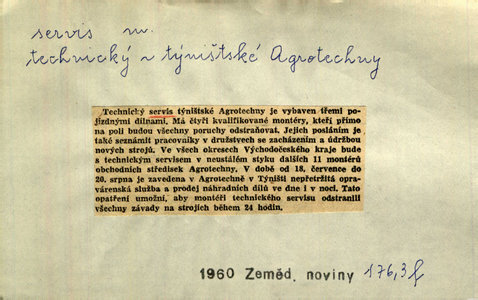 servis m.
technický v týništské Agrotechny
Technický servis týništské Agrotechny je vybaven třemi po-
jízdnými dílnami. Má čtyři kvalifikované montéry, kteří přímo
na poli budou všechny poruchy odstraňovat. Jejich posláním je
také seznámit pracovníky v družstvech se zacházením a údržbou
nových strojů. Ve všech okresech Východočeského kraje bude
s technickým servisem v neustálém styku dalších 11 montérů
obchodních středisek Agrotechny. V době od 18. července do
20. srpna je zavedena v Agrotechně v Týništi nepřetržitá opra-
várenská služba a prodej náhradních dílů ve dne i v noci. Tato
opatření umožní, aby montéři technického servisu odstranili
všechny závady na strojích během 24 hodin.
1960 Zeměd. noviny 176,3f